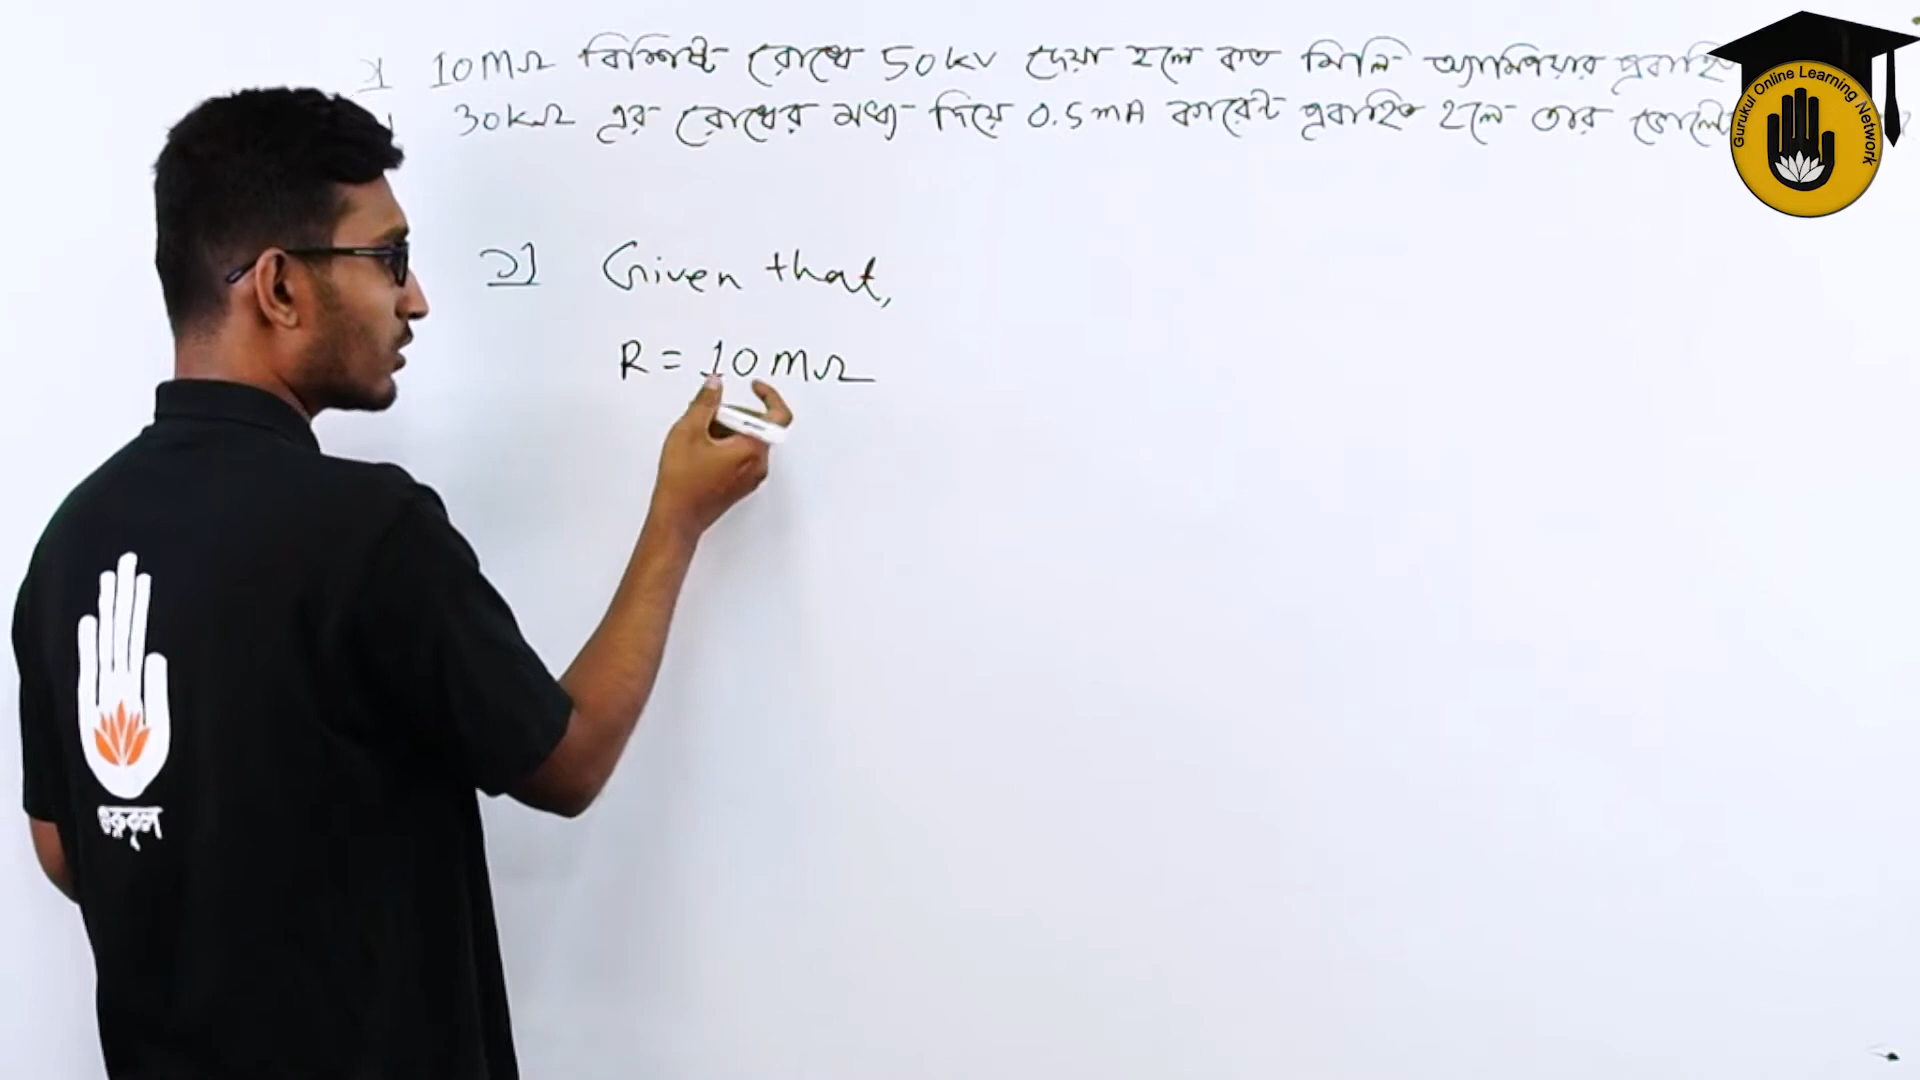 ১। 10MΩ বিশিষ্ট রোধে 50kV দেয়া হলে কত মিলি অ্যাম্পিয়ার প্রবাহিত
30kΩ এর রোধের মধ্য দিয়ে 0.5mA কারেন্ট প্রবাহিত হলে তার
Gurukul Online Learning Network
১। Given that,
R = 10MΩ
গুরুকুল